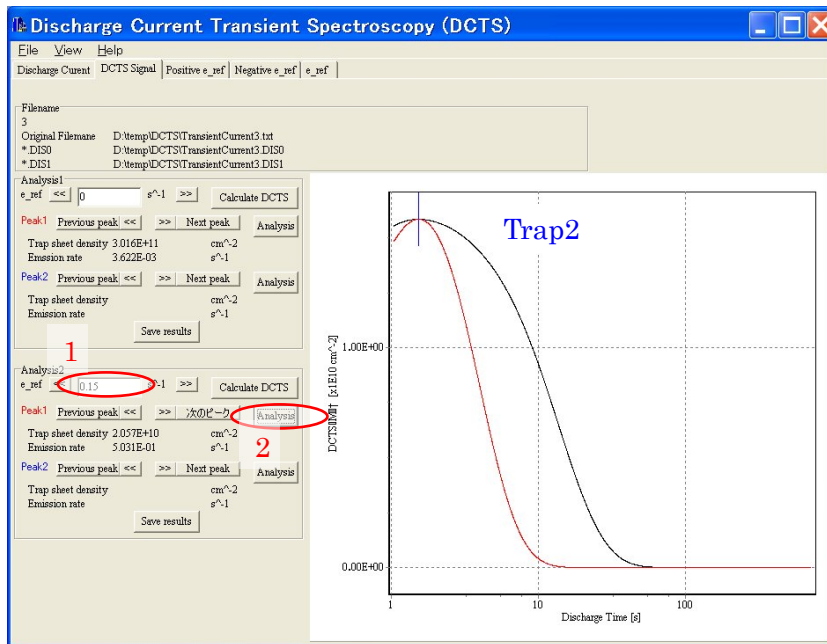 Discharge Current Transient Spectroscopy (DCTS)
File View Help
Discharge Curent DCTS Signal Positive e_ref Negative e_ref e_ref
Filename
3
Original Filemane D:\temp\DCTS\TransientCurrent3.txt
*.DIS0 D:\temp\DCTS\TransientCurrent3.DIS0
*.DIS1 D:\temp\DCTS\TransientCurrent3.DIS1
Analysis1
e_ref << 0 s^-1 >> Calculate DCTS
Peak1 Previous peak << >> Next peak Analysis
Trap sheet density 3.016E+11 cm^-2
Emssion rate 3.622E-03 s^-1
Peak2 Previous peak << >> Next peak Analysis
Trap sheet density cm^-2
Emission rate s^-1
Save results
1
Analysis2
e_ref << 0.15 s^-1 >> Calculate DCTS
Peak1 Previous peak << >> 次のピーク Analysis
2
Trap sheet density 2.057E+10 cm^-2
Emission rate 5.031E-01 s^-1
Peak2 Previous peak << >> Next peak Analysis
Trap sheet density cm^-2
Emission rate s^-1
Save results
Trap2
1.00E+00
0.00E+00
[x1E10 cm^-2]
1 10 100
Discharge Time [s]